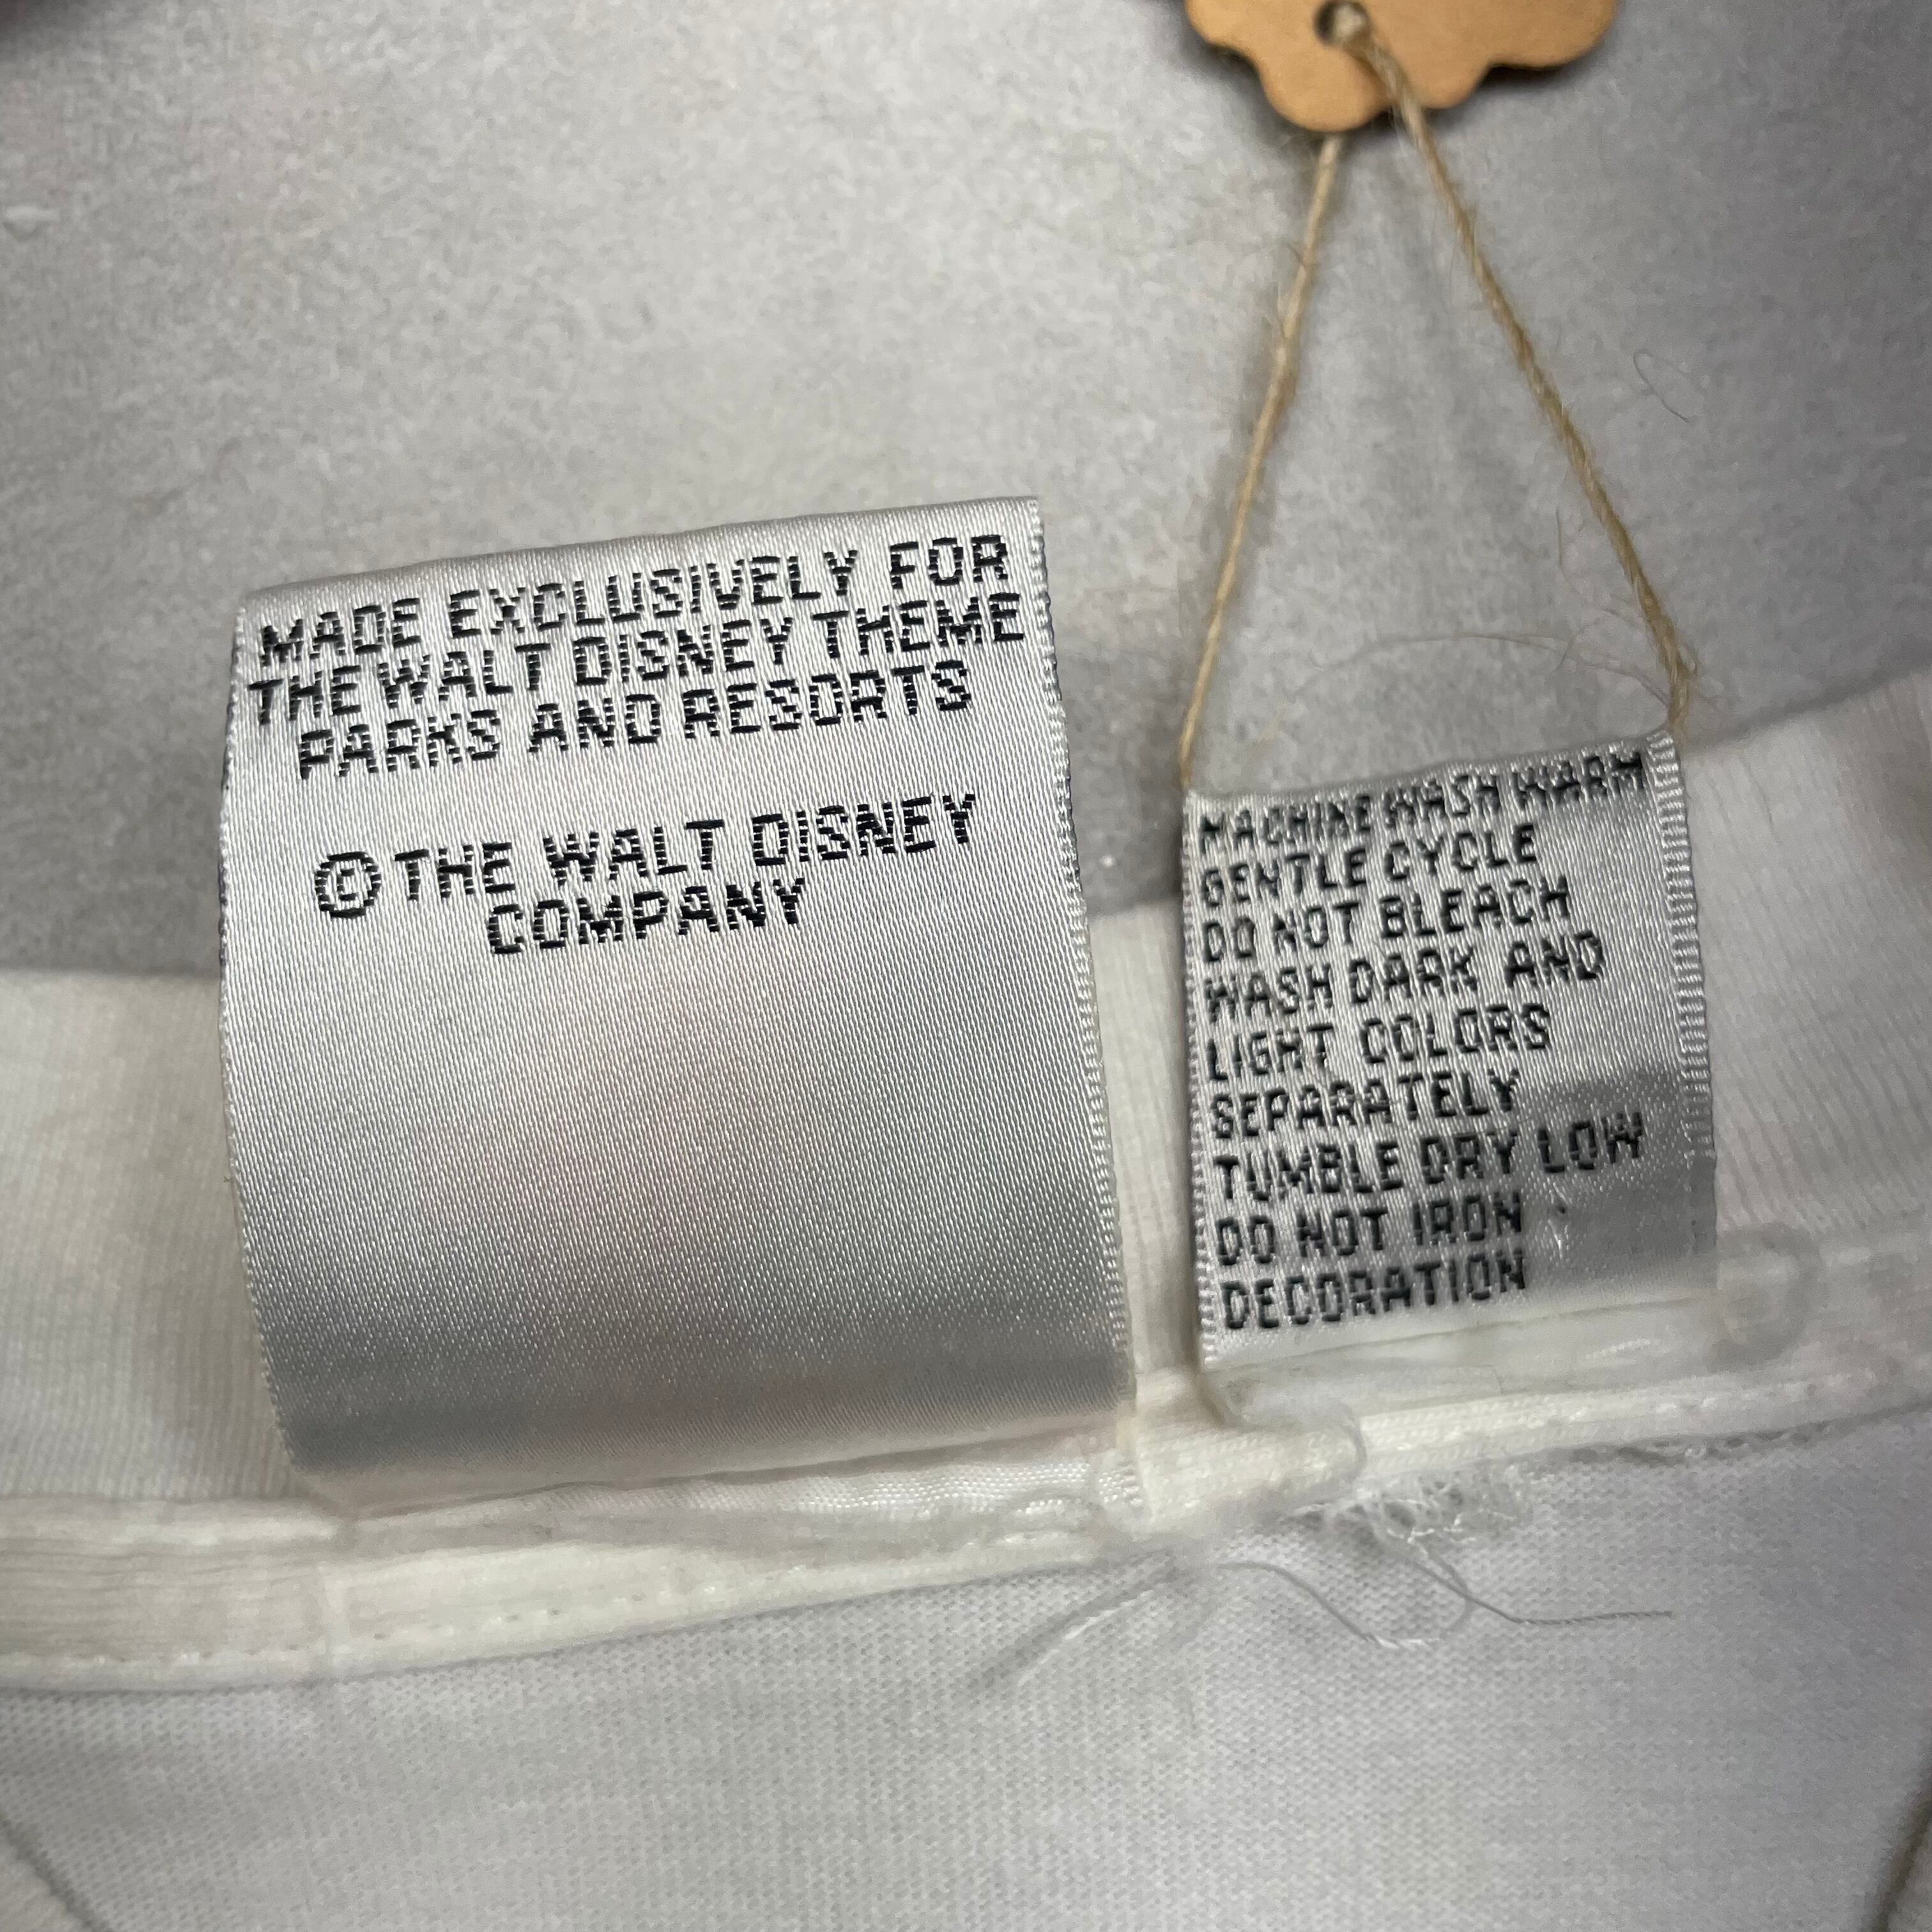 MADE EXCLUSIVELY FOR
THE WALT DISNEY THEME
PARKS AND RESORTS
© THE WALT DISNEY
COMPANY
MACHINE WASH WARM
GENTLE CYCLE
DO NOT BLEACH
WASH DARK AND
LIGHT COLORS
SEPARATELY
TUMBLE DRY LOW
DO NOT IRON
DECORATION